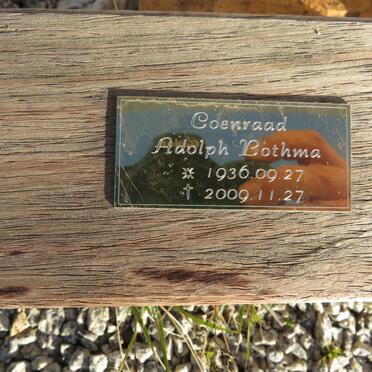 Coenraad
Adolph Bothma
* 1936.09.27
† 2009.11.27